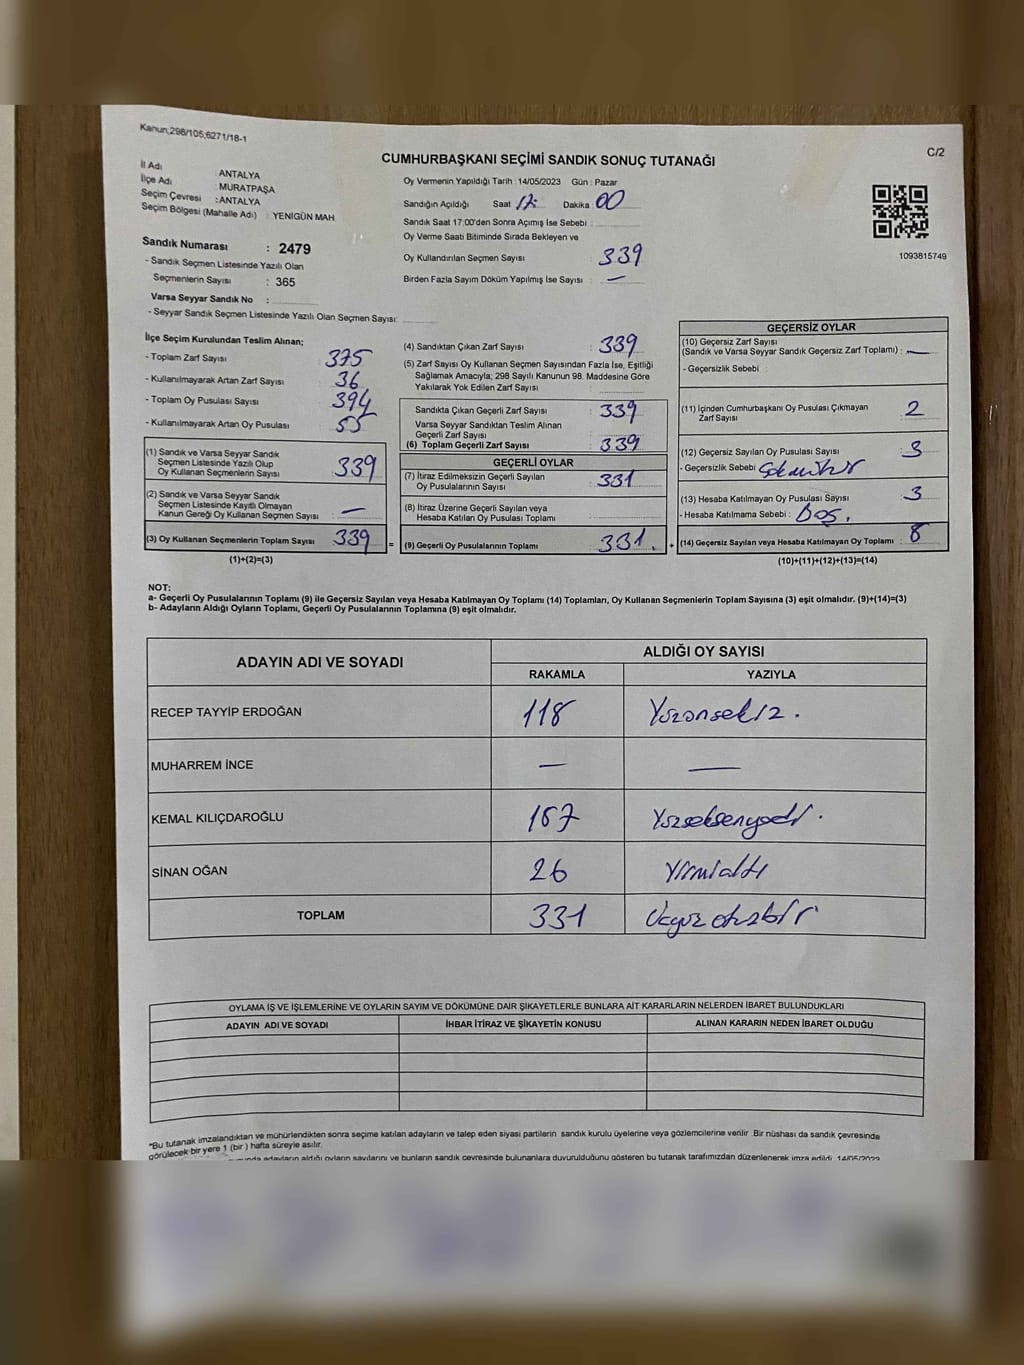 Kanun;298/105,6271/18-1
C/2
CUMHURBAŞKANI SEÇİMİ SANDIK SONUÇ TUTANAĞI
İl Adı : ANTALYA
İlçe Adı : MURATPAŞA
Seçim Çevresi : ANTALYA
Seçim Bölgesi (Mahalle Adı) : YENİGÜN MAH.
Sandık Numarası : 2479
- Sandık Seçmen Listesinde Yazılı Olan
Seçmenlerin Sayısı : 365
Varsa Seyyar Sandık No :
- Seyyar Sandık Seçmen Listesinde Yazılı Olan Seçmen Sayısı:
Oy Vermenin Yapıldığı Tarih : 14/05/2023 Gün : Pazar
Sandığın Açıldığı Saat 17: Dakika : 00
Sandık Saat 17:00'den Sonra Açılmış İse Sebebi :
Oy Verme Saati Bitiminde Sırada Bekleyen ve
Oy Kullandırılan Seçmen Sayısı : 339
Birden Fazla Sayım Döküm Yapılmış İse Sayısı : —
1093815749
İlçe Seçim Kurulundan Teslim Alınan;
- Toplam Zarf Sayısı : 375
- Kullanılmayarak Artan Zarf Sayısı : 36
- Toplam Oy Pusulası Sayısı : 394
- Kullanılmayarak Artan Oy Pusulası : 55
(1) Sandık ve Varsa Seyyar Sandık
Seçmen Listesinde Yazılı Olup
Oy Kullanan Seçmenlerin Sayısı : 339
(2) Sandık ve Varsa Seyyar Sandık
Seçmen Listesinde Kayıtlı Olmayan
Kanun Gereği Oy Kullanan Seçmen Sayısı : —
(3) Oy Kullanan Seçmenlerin Toplam Sayısı : 339
(1)+(2)=(3)
(4) Sandıktan Çıkan Zarf Sayısı : 339
(5) Zarf Sayısı Oy Kullanan Seçmen Sayısından Fazla İse, Eşitliği
Sağlamak Amacıyla, 298 Sayılı Kanunun 98. Maddesine Göre
Yakılarak Yok Edilen Zarf Sayısı :
Sandıkta Çıkan Geçerli Zarf Sayısı : 339
Varsa Seyyar Sandıktan Teslim Alınan
Geçerli Zarf Sayısı :
(6) Toplam Geçerli Zarf Sayısı : 339
GEÇERLİ OYLAR
(7) İtiraz Edilmeksizin Geçerli Sayılan
Oy Pusulalarının Sayısı : 331
(8) İtiraz Üzerine Geçerli Sayılan veya
Hesaba Katılan Oy Pusulası Toplamı :
= (9) Geçerli Oy Pusulalarının Toplamı : 331.
GEÇERSİZ OYLAR
(10) Geçersiz Zarf Sayısı
(Sandık ve Varsa Seyyar Sandık Geçersiz Zarf Toplamı) : —
- Geçersizlik Sebebi :
(11) İçinden Cumhurbaşkanı Oy Pusulası Çıkmayan
Zarf Sayısı : 2
(12) Geçersiz Sayılan Oy Pusulası Sayısı : 3
- Geçersizlik Sebebi :
(13) Hesaba Katılmayan Oy Pusulası Sayısı : 3
- Hesaba Katılmama Sebebi : Boş.
+ (14) Geçersiz Sayılan veya Hesaba Katılmayan Oy Toplamı : 8
(10)+(11)+(12)+(13)=(14)
NOT:
a- Geçerli Oy Pusulalarının Toplamı (9) ile Geçersiz Sayılan veya Hesaba Katılmayan Oy Toplamı (14) Toplamları, Oy Kullanan Seçmenlerin Toplam Sayısına (3) eşit olmalıdır. (9)+(14)=(3)
b- Adayların Aldığı Oyların Toplamı, Geçerli Oy Pusulalarının Toplamına (9) eşit olmalıdır.
ADAYIN ADI VE SOYADI
ALDIĞI OY SAYISI
RAKAMLA YAZIYLA
RECEP TAYYİP ERDOĞAN 118 Yüzonsekiz.
MUHARREM İNCE — —
KEMAL KILIÇDAROĞLU 187 Yüzseksenyedi.
SİNAN OĞAN 26 Yirmialtı
TOPLAM 331 Üçyüzotuzbir
OYLAMA İŞ VE İŞLEMLERİNE VE OYLARIN SAYIM VE DÖKÜMÜNE DAİR ŞİKAYETLERLE BUNLARA AİT KARARLARIN NELERDEN İBARET BULUNDUKLARI
ADAYIN ADI VE SOYADI İHBAR İTİRAZ VE ŞİKAYETİN KONUSU ALINAN KARARIN NEDEN İBARET OLDUĞU
*Bu tutanak imzalandıktan ve mühürlendikten sonra seçime katılan adayların ve talep eden siyasi partilerin sandık kurulu üyelerine veya gözlemcilerine verilir .Bir nüshası da sandık çevresinde
görülecek bir yere 1 (bir ) hafta süreyle asılır.
adayların aldığı oyların sayılarını ve bunların sandık çevresinde bulunanlara duyurulduğunu gösteren bu tutanak tarafımızdan düzenlenerek imza edildi. 14/05/2023